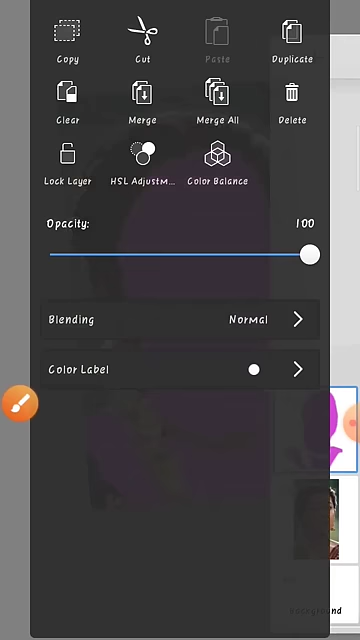 Copy Cut Paste Duplicate
Clear Merge Merge All Delete
Lock Layer HSL Adjustm... Color Balance
Opacity: 100
Blending Normal
Color Label
Background